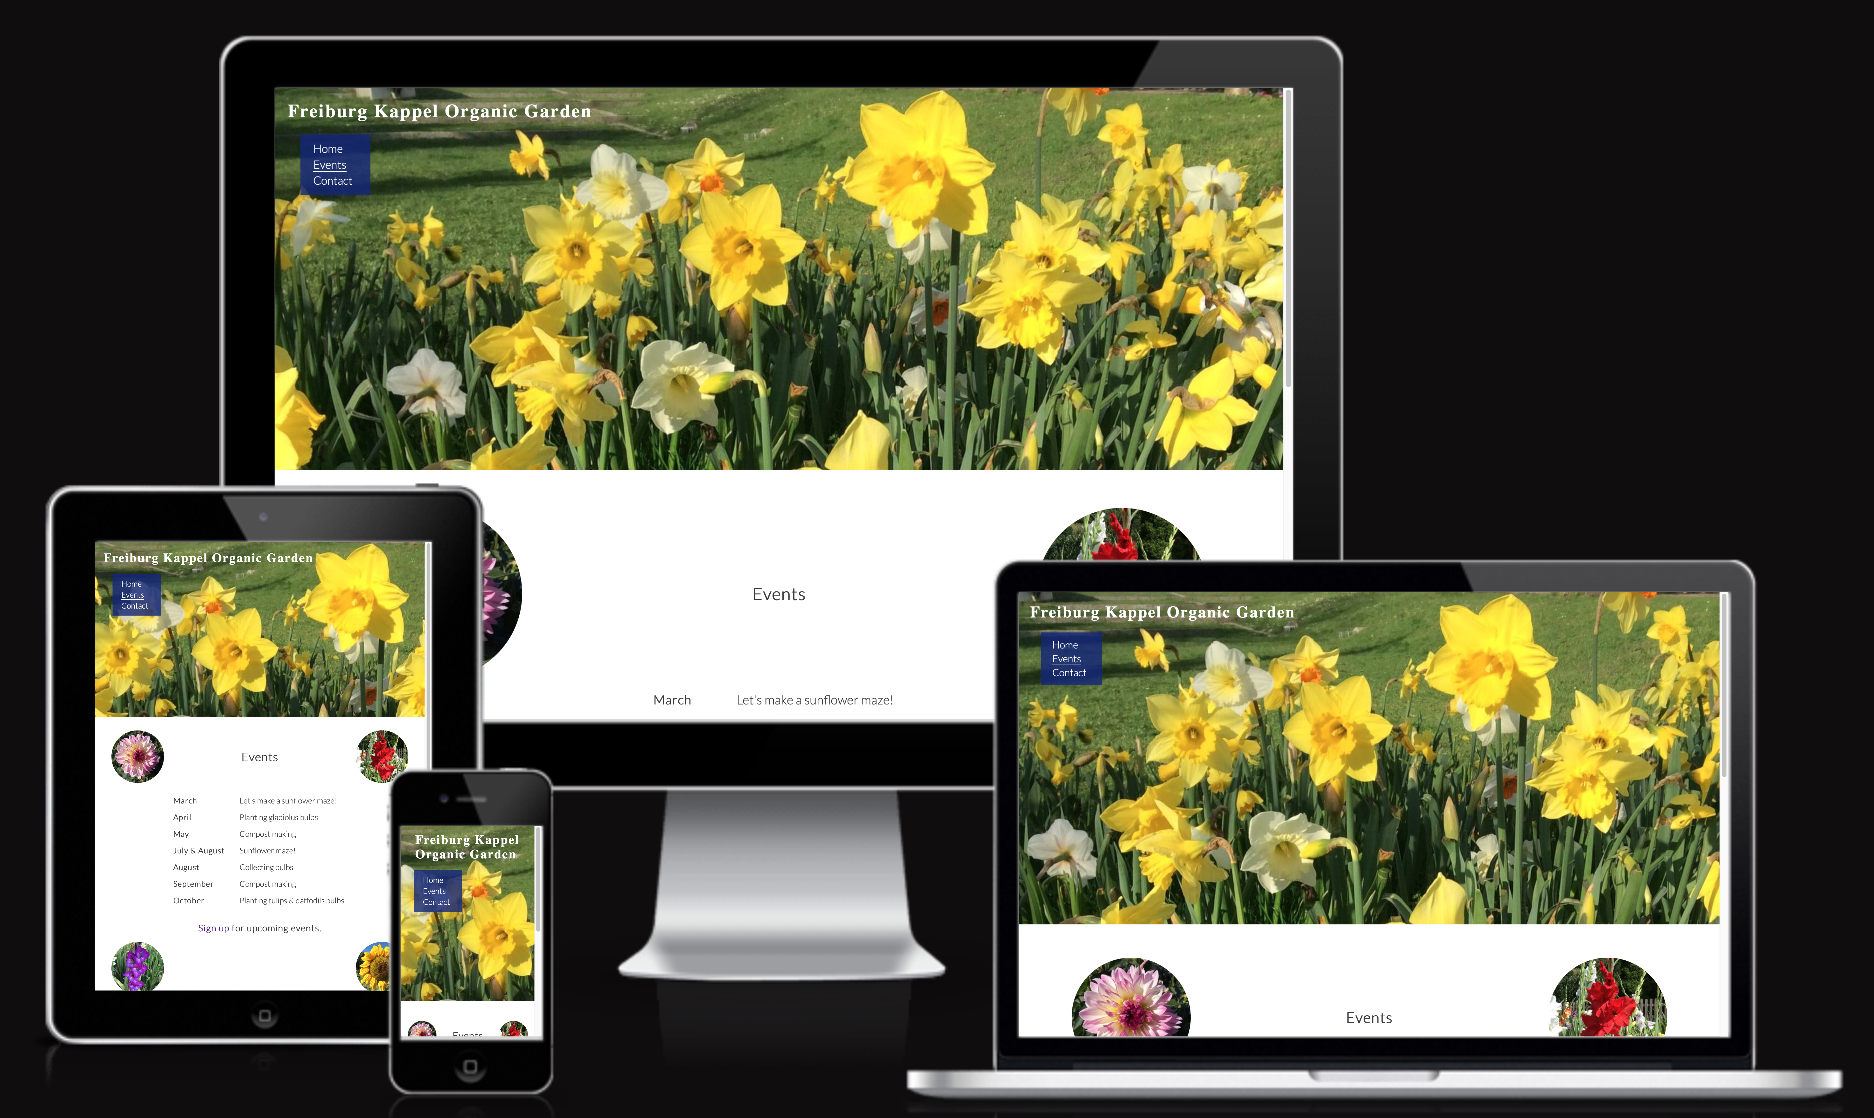 Freiburg Kappel Organic Garden
Home
Events
Contact
Events
March Let's make a sunflower maze!
Freiburg Kappel Organic Garden
Home
Events
Contact
Events
March Let's make a sunflower maze!
April Planting gladiolus bulbs
May Compost making
July & August Sunflower maze!
August Collecting bulbs
September Compost making
October Planting tulips & daffodils bulbs
Sign up for upcoming events.
Freiburg Kappel
Organic Garden
Home
Events
Contact
Events
Freiburg Kappel Organic Garden
Home
Events
Contact
Events